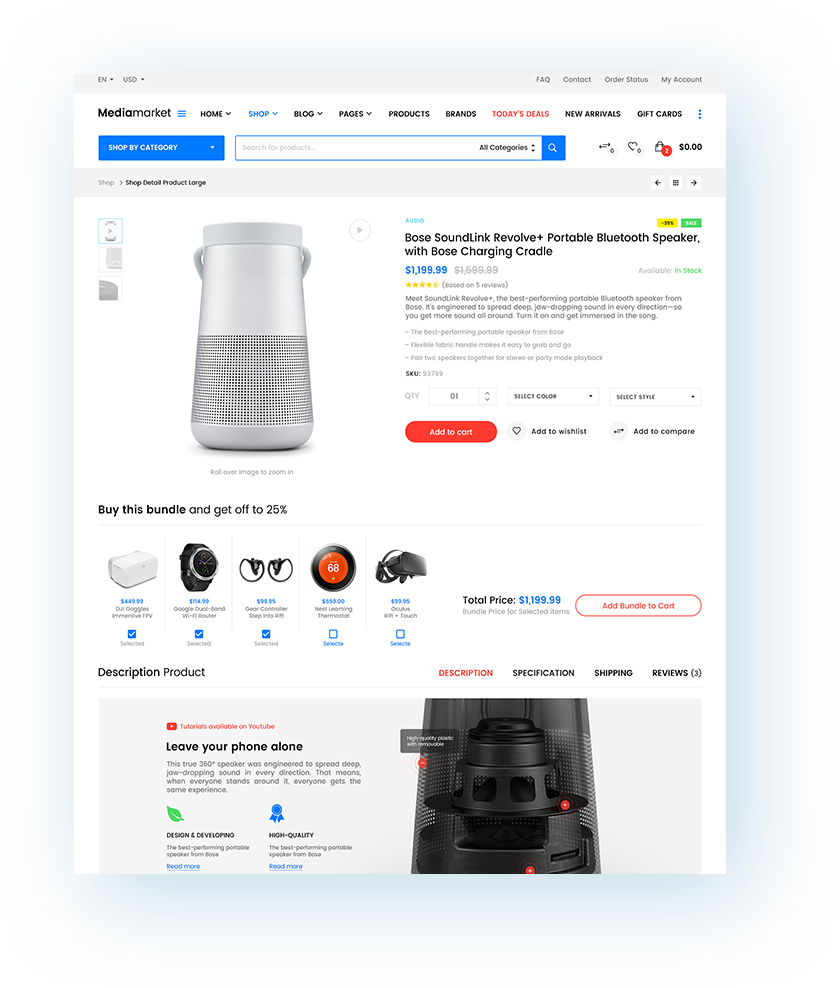 EN USD FAQ Contact Order Status My Account
Mediamarket HOME SHOP BLOG PAGES PRODUCTS BRANDS TODAY'S DEALS NEW ARRIVALS GIFT CARDS
SHOP BY CATEGORY Search for products... All Categories 0 0 2 $0.00
Shop > Shop Detail Product Large
AUDIO -35% SALE
Bose SoundLink Revolve+ Portable Bluetooth Speaker,
with Bose Charging Cradle
$1,199.99 $1,599.99 Available: In Stock
(Based on 5 reviews)
Meet SoundLink Revolve+, the best-performing portable Bluetooth speaker from
Bose. It's engineered to spread deep, jaw-dropping sound in every direction—so
you get more sound all around. Turn it on and get immersed in the song.
– The best-performing portable speaker from Bose
– Flexible fabric handle makes it easy to grab and go
– Pair two speakers together for stereo or party mode playback
SKU: 93799
QTY 01 SELECT COLOR SELECT STYLE
Add to cart Add to wishlist Add to compare
Roll over image to zoom in
Buy this bundle and get off to 25%
68
$449.99 $114.99 $99.95 $559.00 $99.95
DJI Goggles Google Dual-Band Gear Controller Nest Learning Oculus
Immersive FPV Wi-Fi Router Step Into Rift Thermostat Rift + Touch
Selected Selected Selected Selecte Selecte
Total Price: $1,199.99
Bundle Price for Selected items
Add Bundle to Cart
Description Product DESCRIPTION SPECIFICATION SHIPPING REVIEWS (3)
Tutorials available on Youtube
Leave your phone alone
This true 360° speaker was engineered to spread deep,
jaw-dropping sound in every direction. That means,
when everyone stands around it, everyone gets the
same experience.
High-quality plastic
with removable
DESIGN & DEVELOPING HIGH-QUALITY
The best-performing portable The best-performing portable
speaker from Bose speaker from Bose
Read more Read more